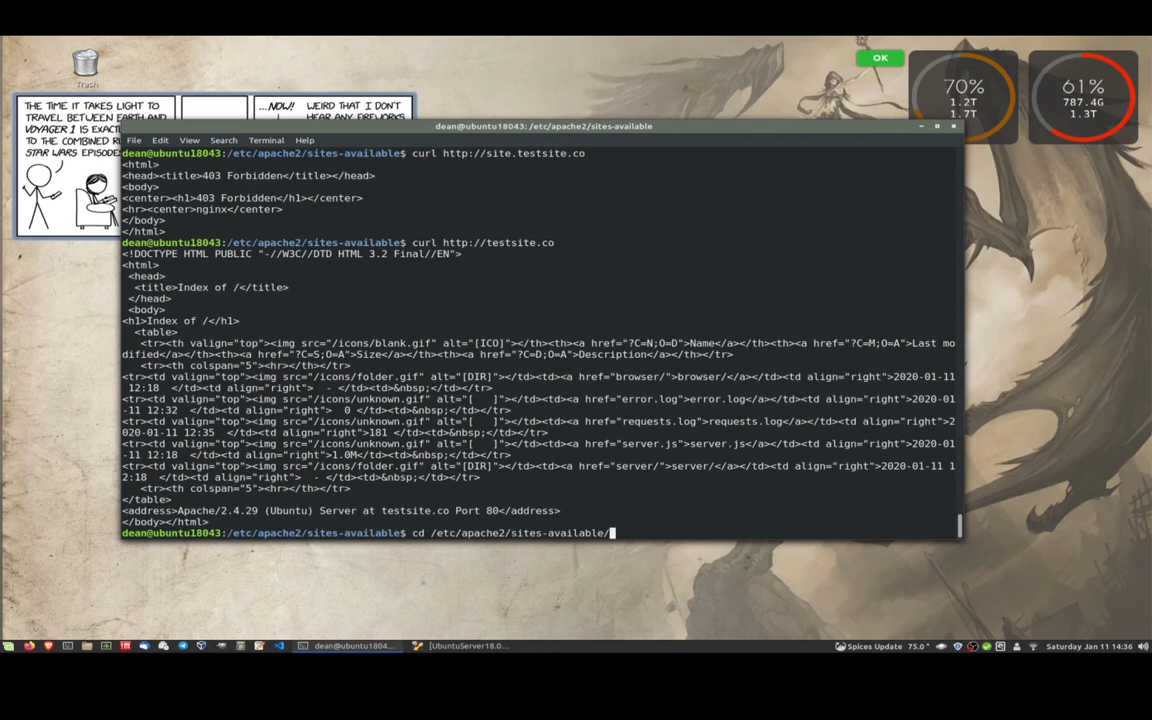 Trash
OK
THE TIME IT TAKES LIGHT TO
TRAVEL BETWEEN EARTH AND
VOYAGER 1 IS EXACT
TO THE COMBINED R
STAR WARS EPISODE
...NOW!
WEIRD THAT I DON'T
HEAR ANY FIREWORKS
70%
1.2T
1.7T
61%
787.4G
1.3T
dean@ubuntu18043: /etc/apache2/sites-available
File Edit View Search Terminal Help
dean@ubuntu18043:/etc/apache2/sites-available$ curl http://site.testsite.co
<html>
<head><title>403 Forbidden</title></head>
<body>
<center><h1>403 Forbidden</h1></center>
<hr><center>nginx</center>
</body>
</html>
dean@ubuntu18043:/etc/apache2/sites-available$ curl http://testsite.co
<!DOCTYPE HTML PUBLIC "-//W3C//DTD HTML 3.2 Final//EN">
<html>
<head>
<title>Index of /</title>
</head>
<body>
<h1>Index of /</h1>
<table>
<tr><th valign="top"><img src="/icons/blank.gif" alt="[ICO]"></th><th><a href="?C=N;O=D">Name</a></th><th><a href="?C=M;O=A">Last mo
dified</a></th><th><a href="?C=S;O=A">Size</a></th><th><a href="?C=D;O=A">Description</a></th></tr>
<tr><th colspan="5"><hr></th></tr>
<tr><td valign="top"><img src="/icons/folder.gif" alt="[DIR]"></td><td><a href="browser/">browser/</a></td><td align="right">2020-01-11
12:18  </td><td align="right">  - </td><td>&nbsp;</td></tr>
<tr><td valign="top"><img src="/icons/unknown.gif" alt="[   ]"></td><td><a href="error.log">error.log</a></td><td align="right">2020-01
-11 12:32  </td><td align="right">  0 </td><td>&nbsp;</td></tr>
<tr><td valign="top"><img src="/icons/unknown.gif" alt="[   ]"></td><td><a href="requests.log">requests.log</a></td><td align="right">2
020-01-11 12:35  </td><td align="right">181 </td><td>&nbsp;</td></tr>
<tr><td valign="top"><img src="/icons/unknown.gif" alt="[   ]"></td><td><a href="server.js">server.js</a></td><td align="right">2020-01
-11 12:18  </td><td align="right">1.0M</td><td>&nbsp;</td></tr>
<tr><td valign="top"><img src="/icons/folder.gif" alt="[DIR]"></td><td><a href="server/">server/</a></td><td align="right">2020-01-11 1
2:18  </td><td align="right">  - </td><td>&nbsp;</td></tr>
<tr><th colspan="5"><hr></th></tr>
</table>
<address>Apache/2.4.29 (Ubuntu) Server at testsite.co Port 80</address>
</body></html>
dean@ubuntu18043:/etc/apache2/sites-available$ cd /etc/apache2/sites-available/
dean@ubuntu1804...
[UbuntuServer18.0...
Spices Update 75.0° Saturday Jan 11 14:36